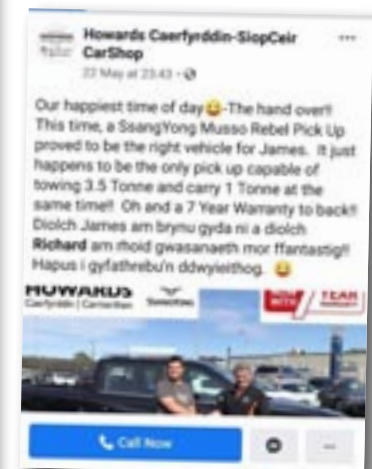 Howards Caerfyrddin-SiopCeir
CarShop
22 May at 23:43
Our happiest time of day😜-The hand over!!
This time, a SsangYong Musso Rebel Pick Up
proved to be the right vehicle for James. It just
happens to be the only pick up capable of
towing 3.5 Tonne and carry 1 Tonne at the
same time!! Oh and a 7 Year Warranty to back!!
Diolch James am brynu gyda ni a diolch
Richard am rhoid gwasanaeth mor ffantastig!!
Hapus i gyfathrebu'n ddwyieithog. 😜
HOWARDS
Caerfyrddin | Carmarthen
SSANGYONG
WITH
YEAR
Call Now